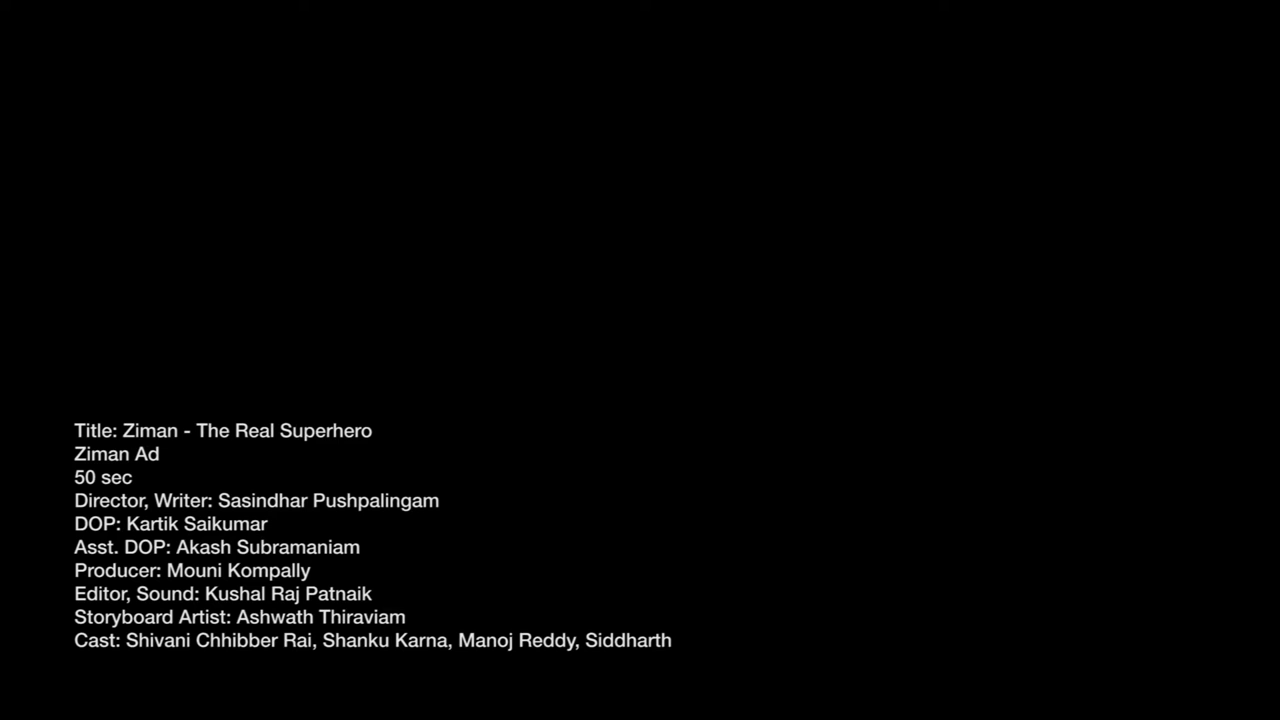 Title: Ziman - The Real Superhero
Ziman Ad
50 sec
Director, Writer: Sasindhar Pushpalingam
DOP: Kartik Saikumar
Asst. DOP: Akash Subramaniam
Producer: Mouni Kompally
Editor, Sound: Kushal Raj Patnaik
Storyboard Artist: Ashwath Thiraviam
Cast: Shivani Chhibber Rai, Shanku Karna, Manoj Reddy, Siddharth